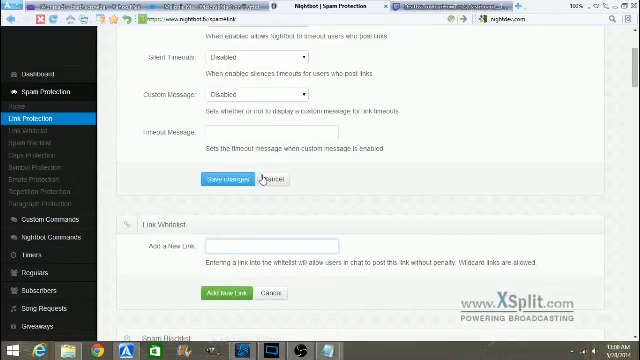 Nightbot | Spam Protection
https://www.nightbot.tv/spam#link
100%
nightdev.com
When enabled allows Nightbot to timeout users who post links
Dashboard
Silent Timeouts:
Disabled
When enabled silences timeouts for users who post links
Spam Protection
Home
Custom Message:
Disabled
Link Protection
Sets whether or not to display a custom message for link timeouts
Link Whitelist
Timeout Message:
Spam Blacklist
Sets the timeout message when custom message is enabled
Caps Protection
Symbol Protection
Emote Protection
Save changes
Cancel
Repetition Protection
Paragraph Protection
Custom Commands
Link Whitelist
Nightbot Commands
Add a New Link:
Timers
Entering a link into the whitelist will allow users in chat to post this link without penalty. Wildcard links are allowed.
Regulars
Subscribers
Add New Link
Cancel
Song Requests
www.XSplit.com
POWERING BROADCASTING
Giveaways
Spam Blacklist
11:00 AM
5/28/2014